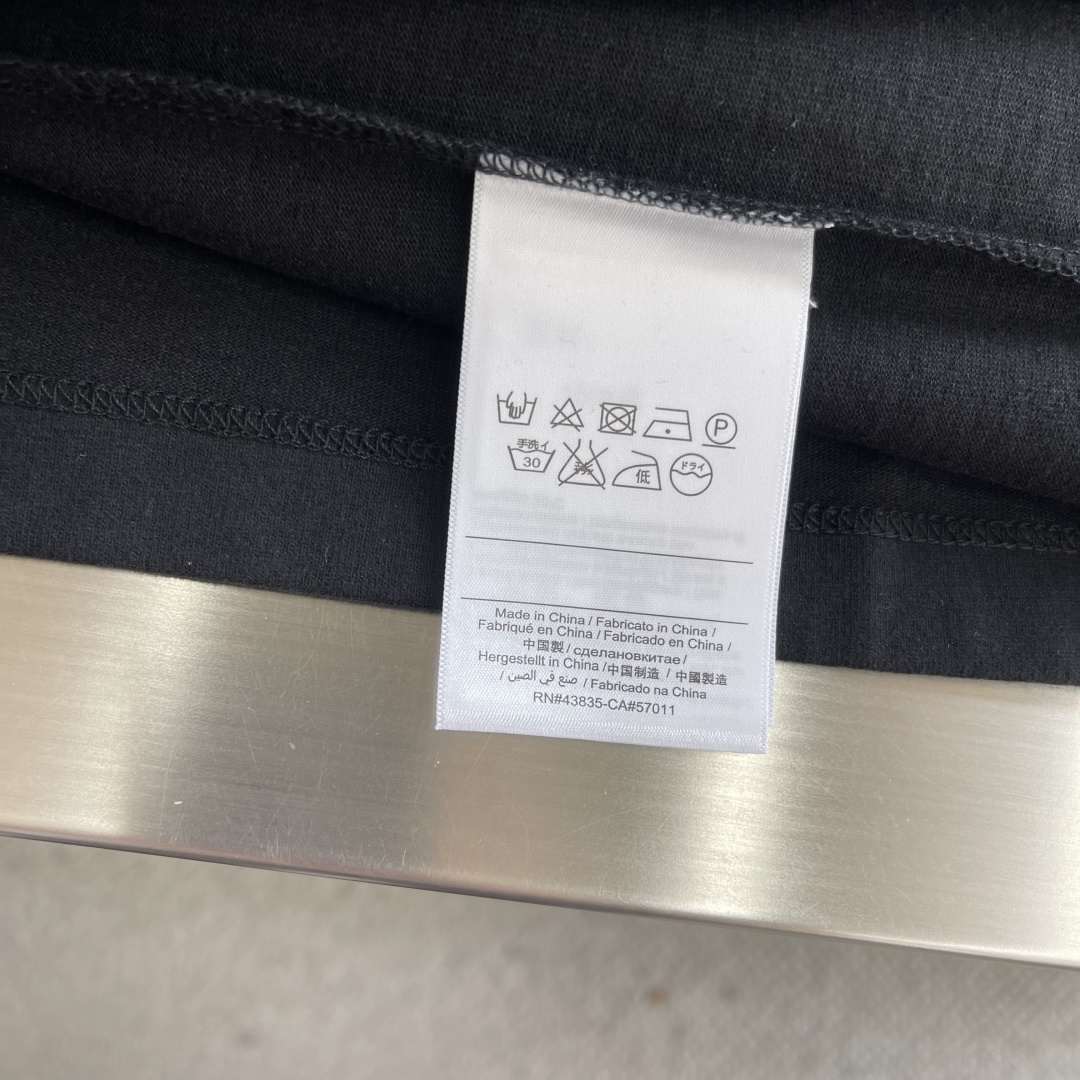 P
手洗イ
30
低
ドライ
Made in China / Fabricato in China /
Fabriqué en China / Fabricado en China /
中国製 / сделановкитае /
Hergestellt in China /中国制造 / 中國製造
/ صنع في الصين / Fabricado na China
RN#43835-CA#57011